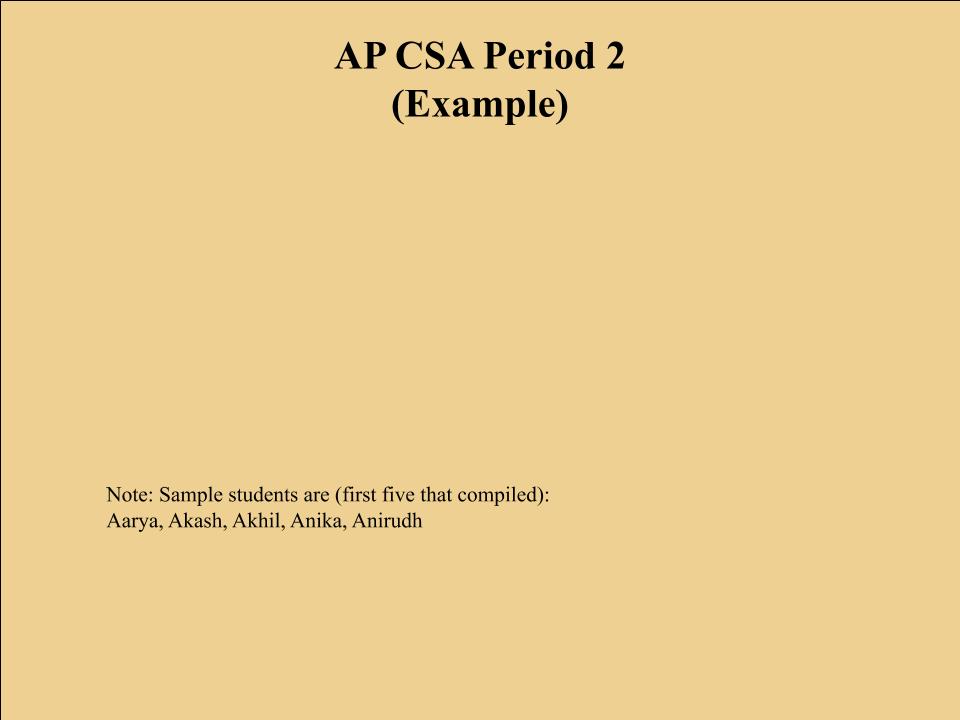 AP CSA Period 2
(Example)
Note: Sample students are (first five that compiled):
Aarya, Akash, Akhil, Anika, Anirudh